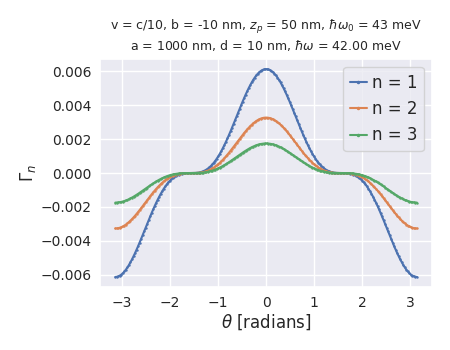 v = c/10, b = -10 nm, z_p = 50 nm, ℏω₀ = 43 meV
a = 1000 nm, d = 10 nm, ℏω = 42.00 meV
n = 1
n = 2
n = 3
0.006
0.004
0.002
0.000
−0.002
−0.004
−0.006
Γ_n
−3 −2 −1 0 1 2 3
θ [radians]